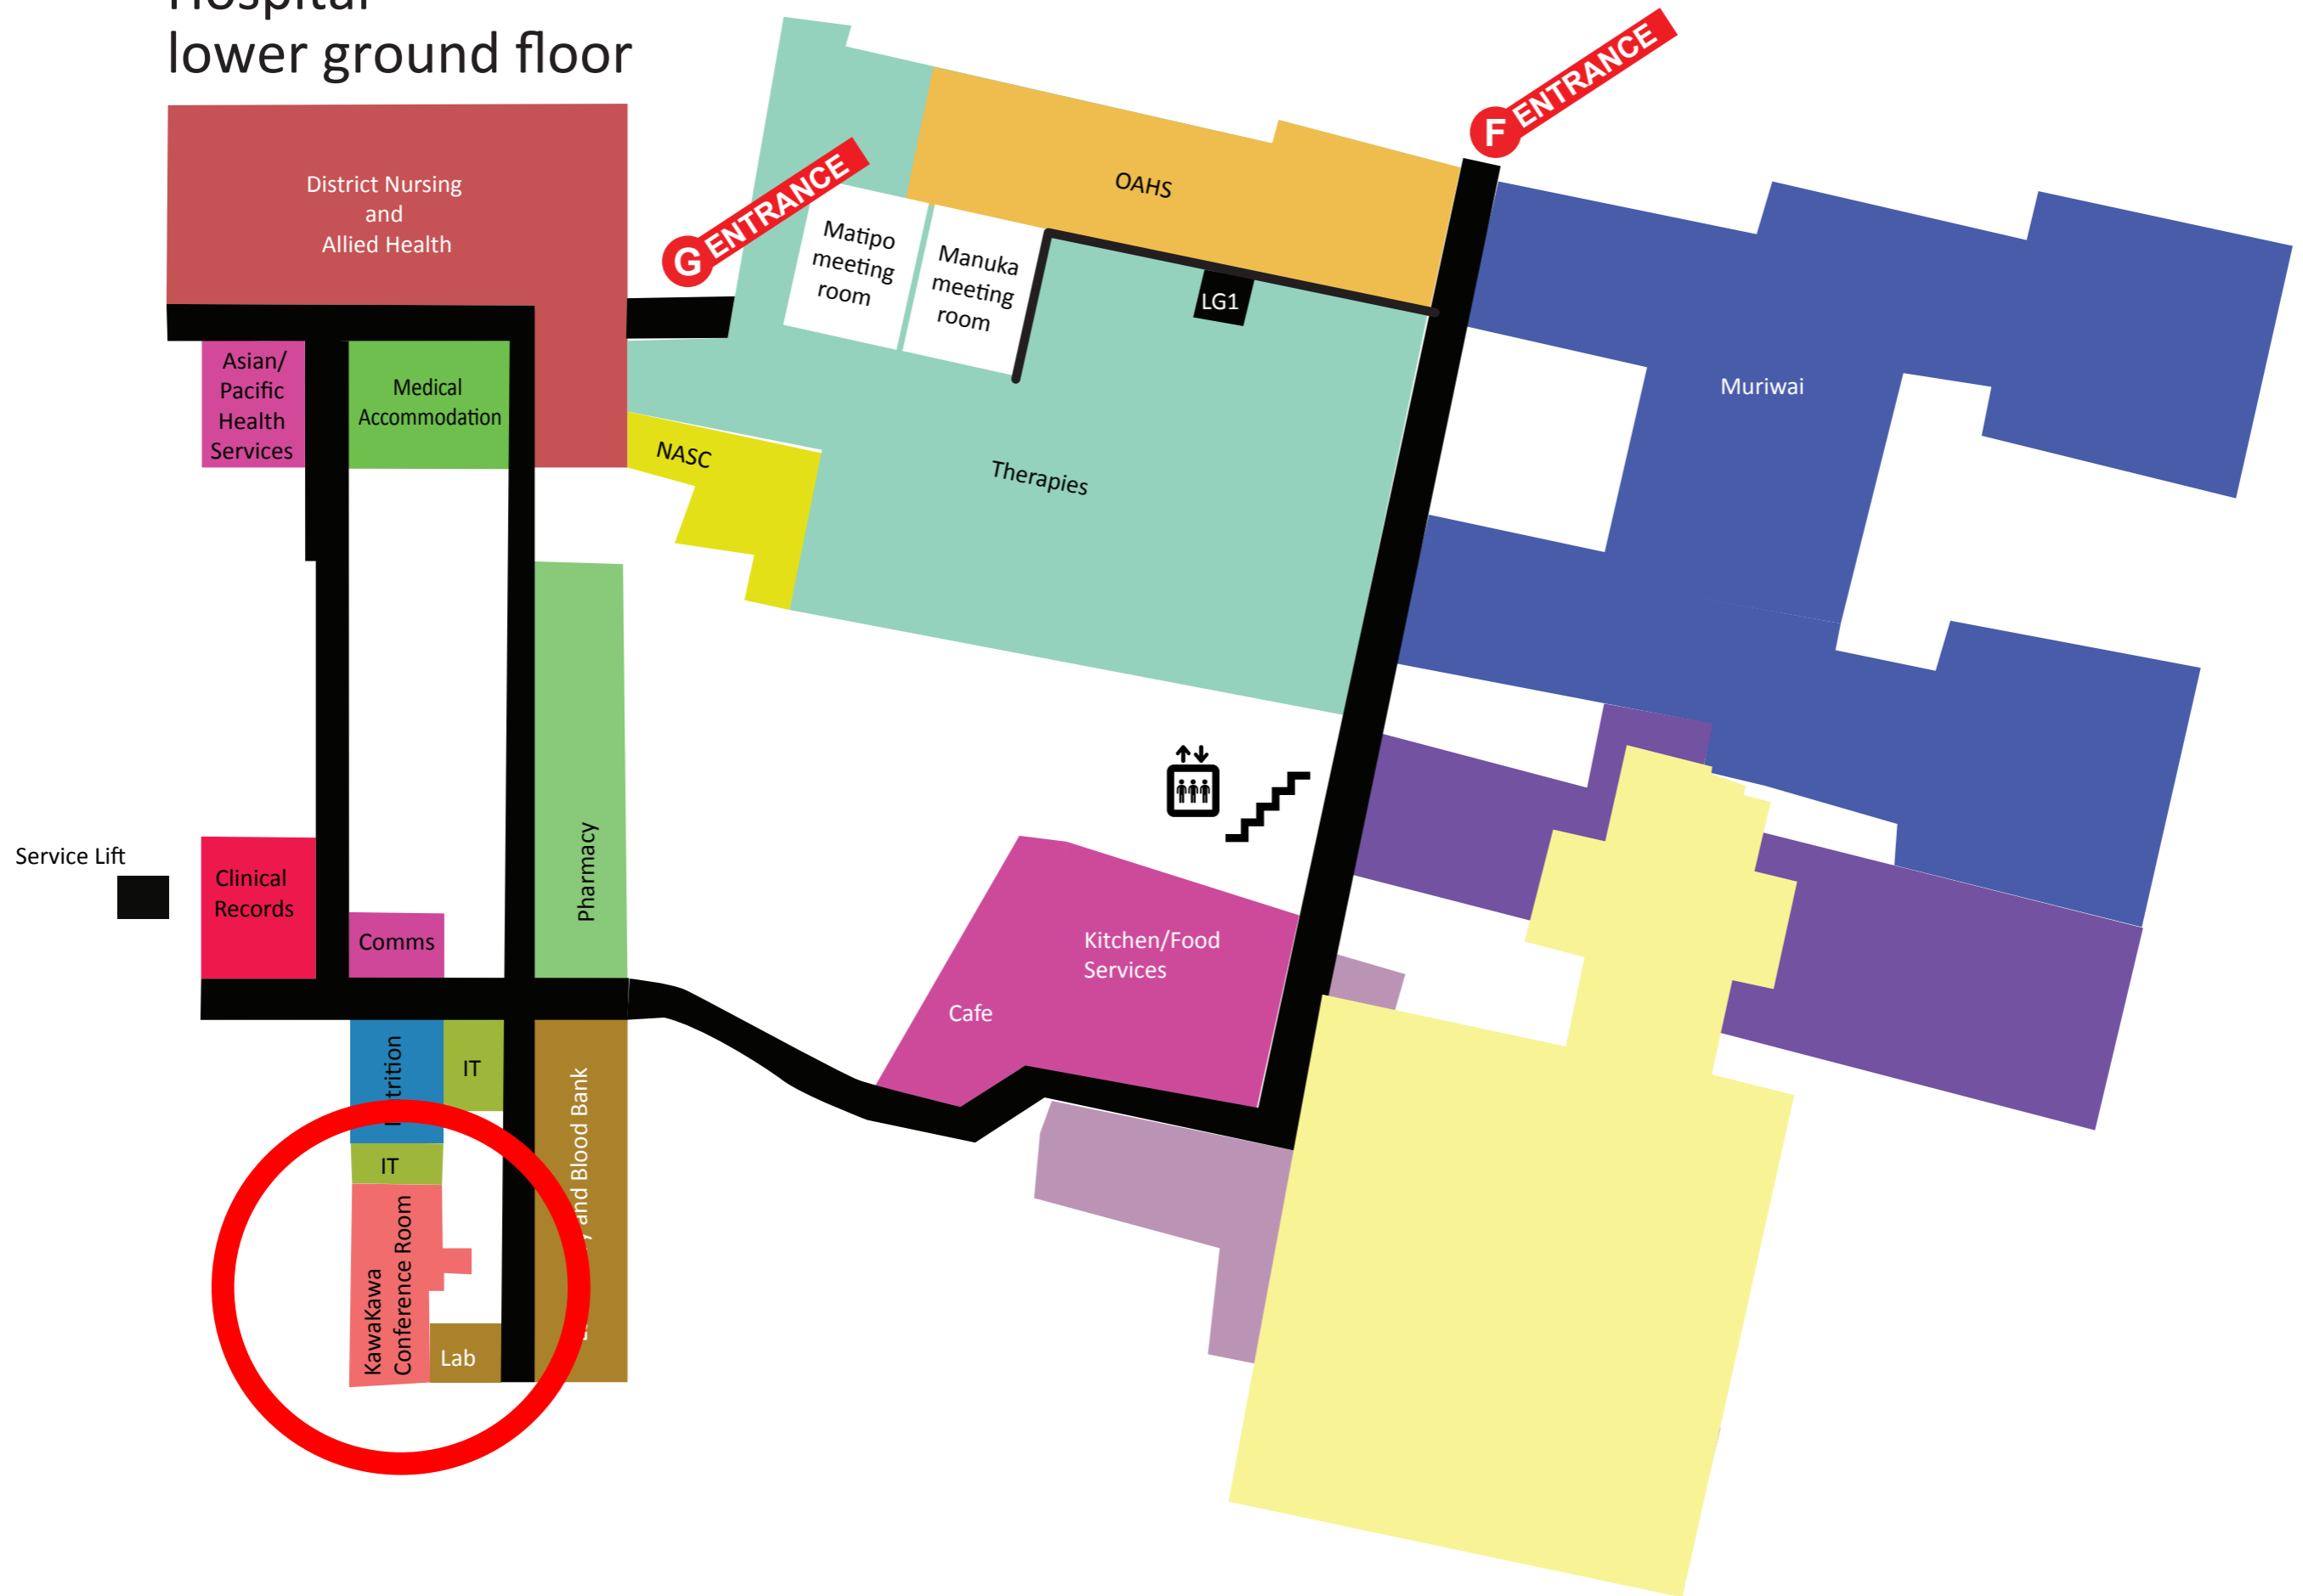 lower ground floor
F ENTRANCE
G ENTRANCE
District Nursing
and
Allied Health
OAHS
Matipo
meeting
room
Manuka
meeting
room
LG1
Asian/
Pacific
Health
Services
Medical
Accommodation
NASC
Therapies
Muriwai
Service Lift
Clinical
Records
Comms
Pharmacy
Kitchen/Food
Services
Cafe
IT
and Blood Bank
IT
KawaKawa
Conference Room
Lab